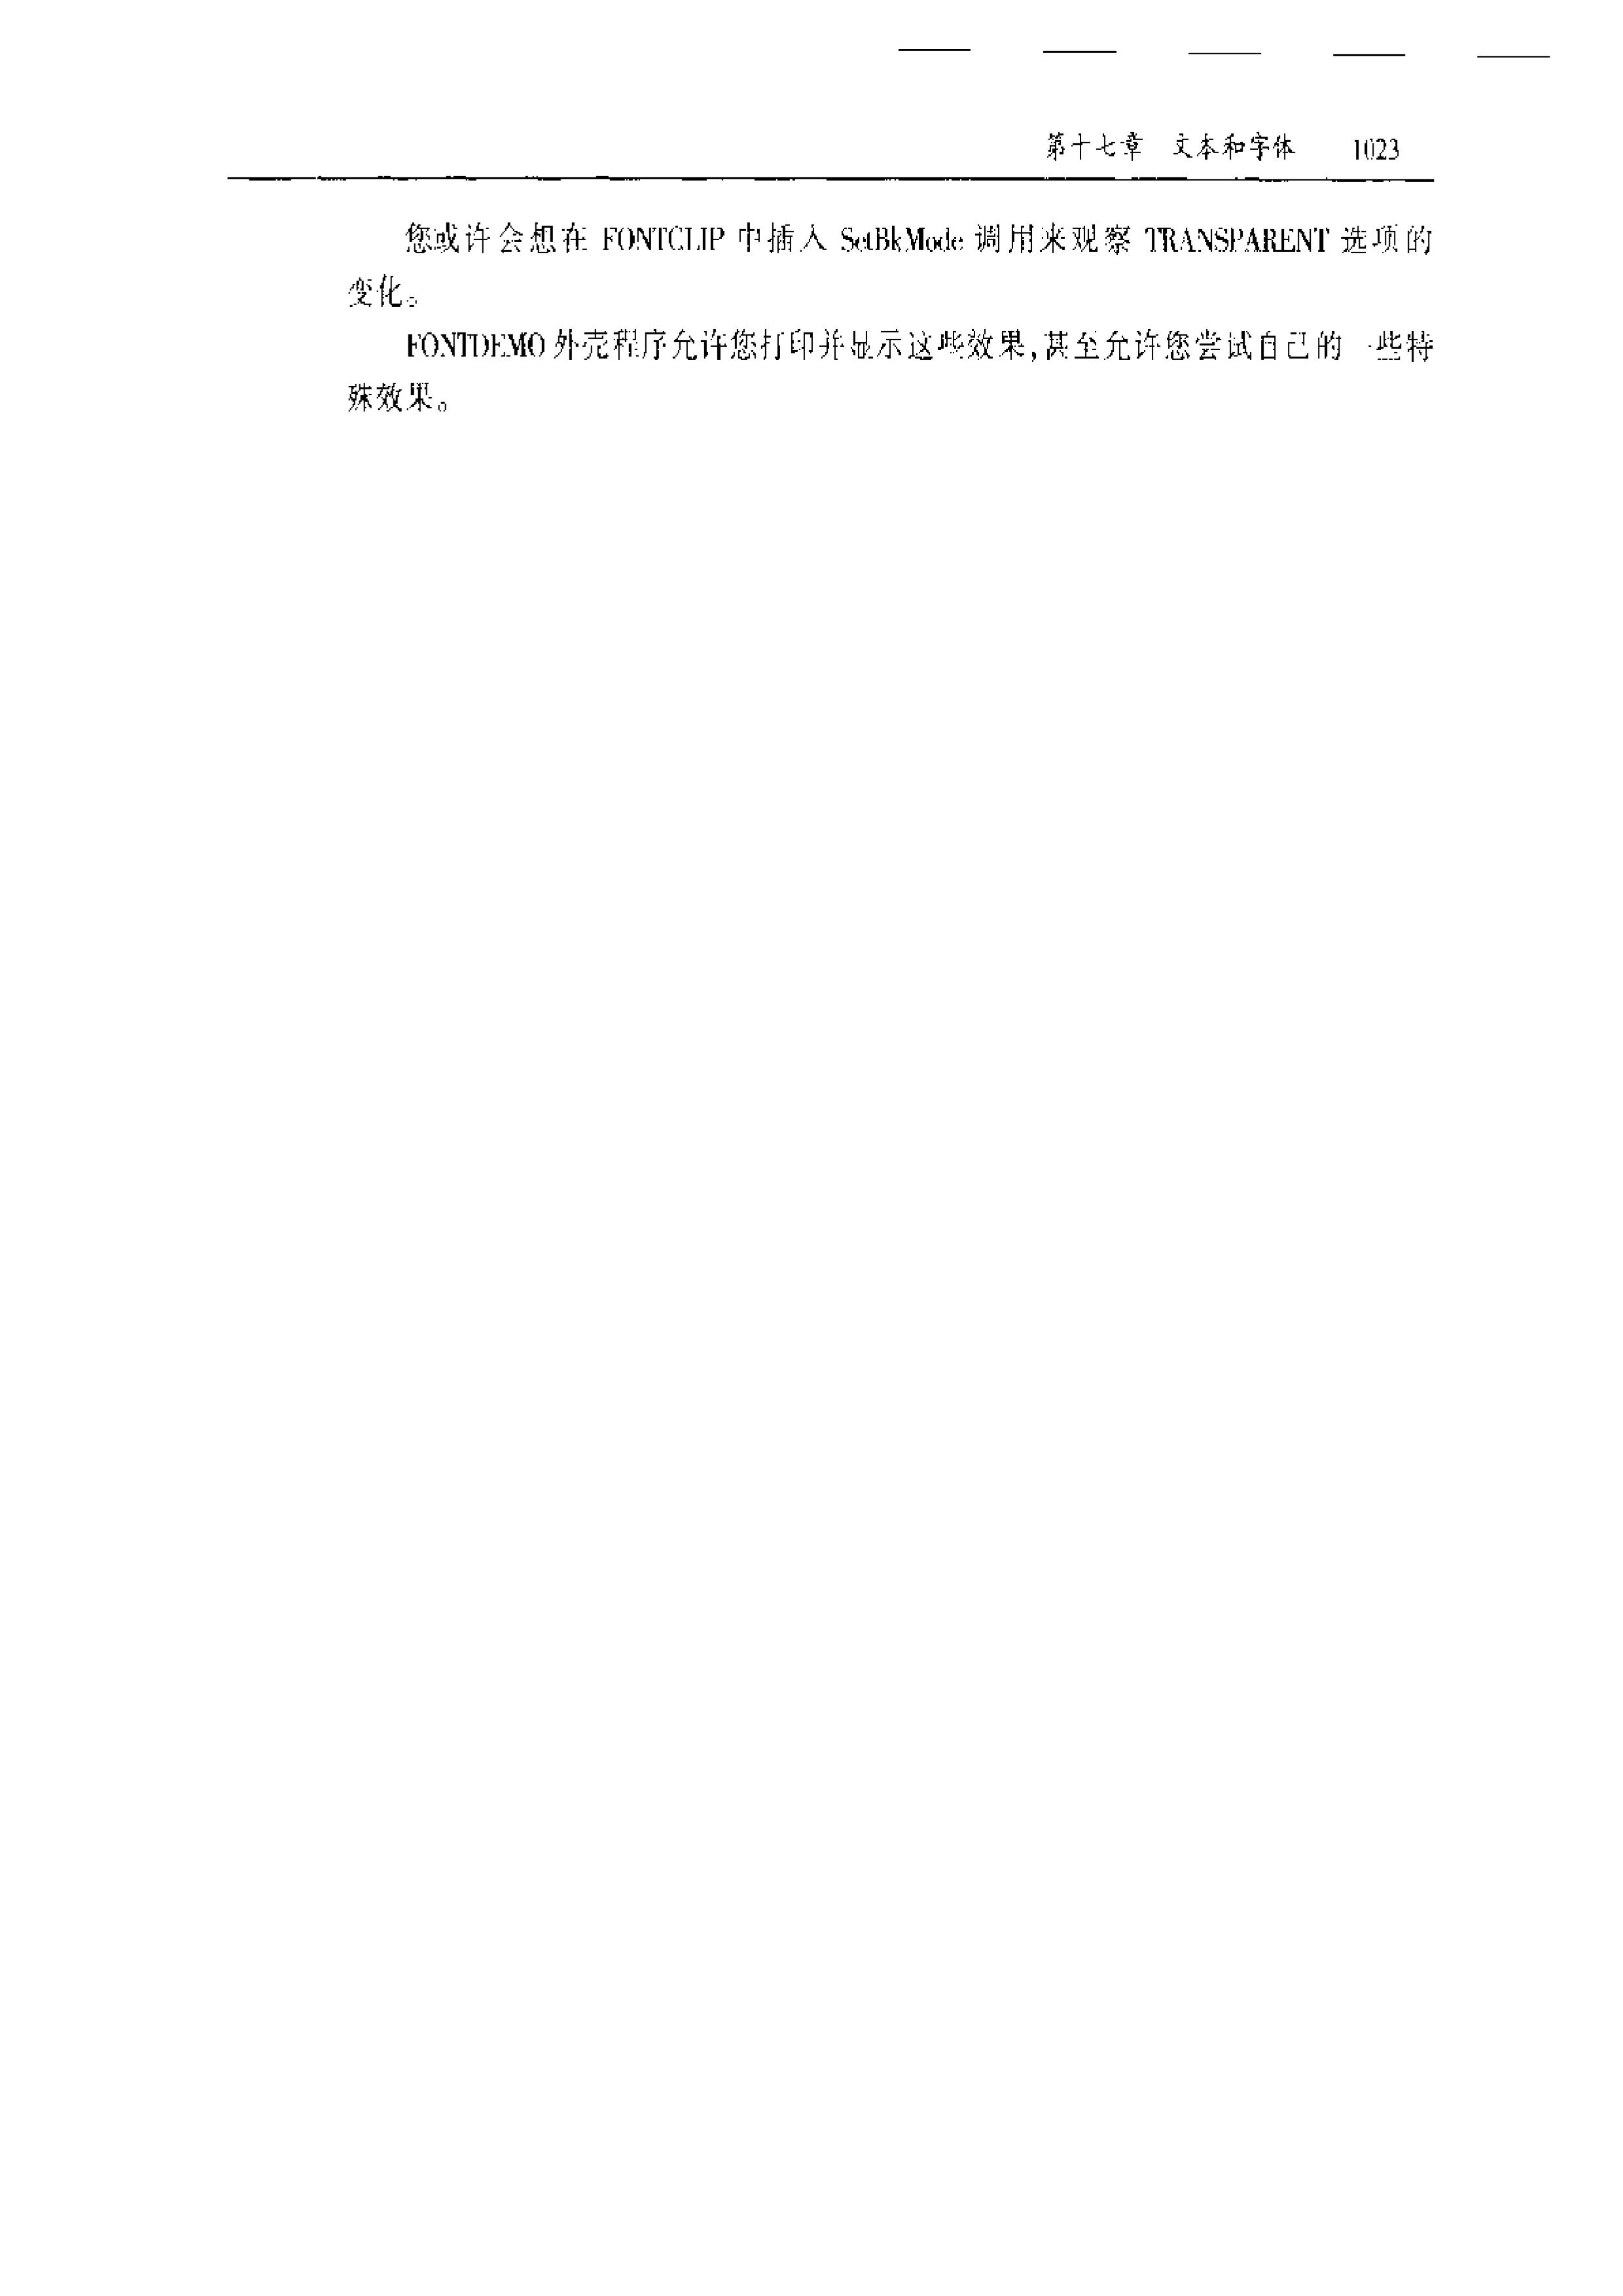 第十七章 文本和字体 1023
您或许会想在 FONTCLIP 中插入 SetBkMode 调用来观察 TRANSPARENT 选项的
变化。
FONTDEMO 外壳程序允许您打印并显示这些效果,甚至允许您尝试自己的一些特
殊效果。